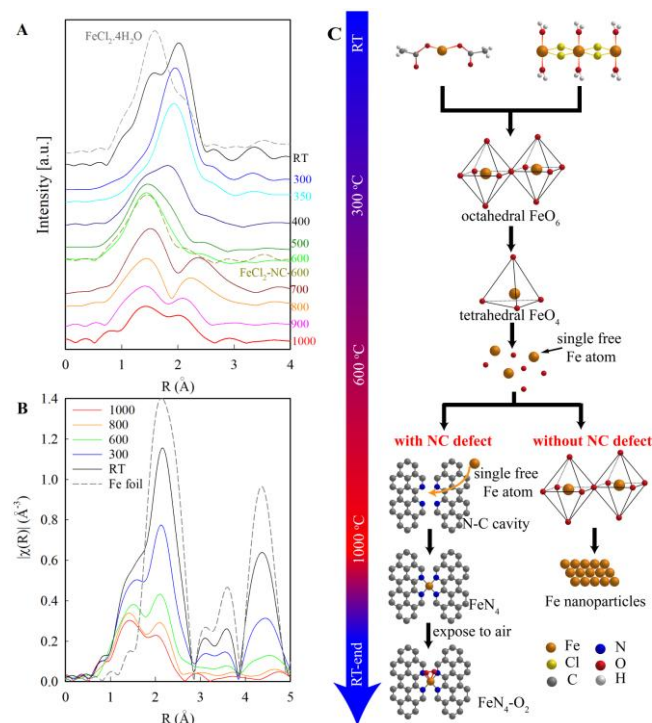 A
FeCl2.4H2O
Intensity [a.u.]
RT
300
350
400
500
600
FeCl2-NC-600
700
800
900
1000
0 1 2 3 4
R (Å)
B
1000
800
600
300
RT
Fe foil
|χ(R)| (Å-3)
1.4
1.2
1.0
0.8
0.6
0.4
0.2
0.0
0 1 2 3 4 5
R (Å)
C
RT
300 °C
600 °C
1000 °C
RT-end
octahedral FeO6
tetrahedral FeO4
single free
Fe atom
with NC defect
without NC defect
single free
Fe atom
N-C cavity
FeN4
expose to air
FeN4-O2
Fe nanoparticles
Fe
N
Cl
O
C
H